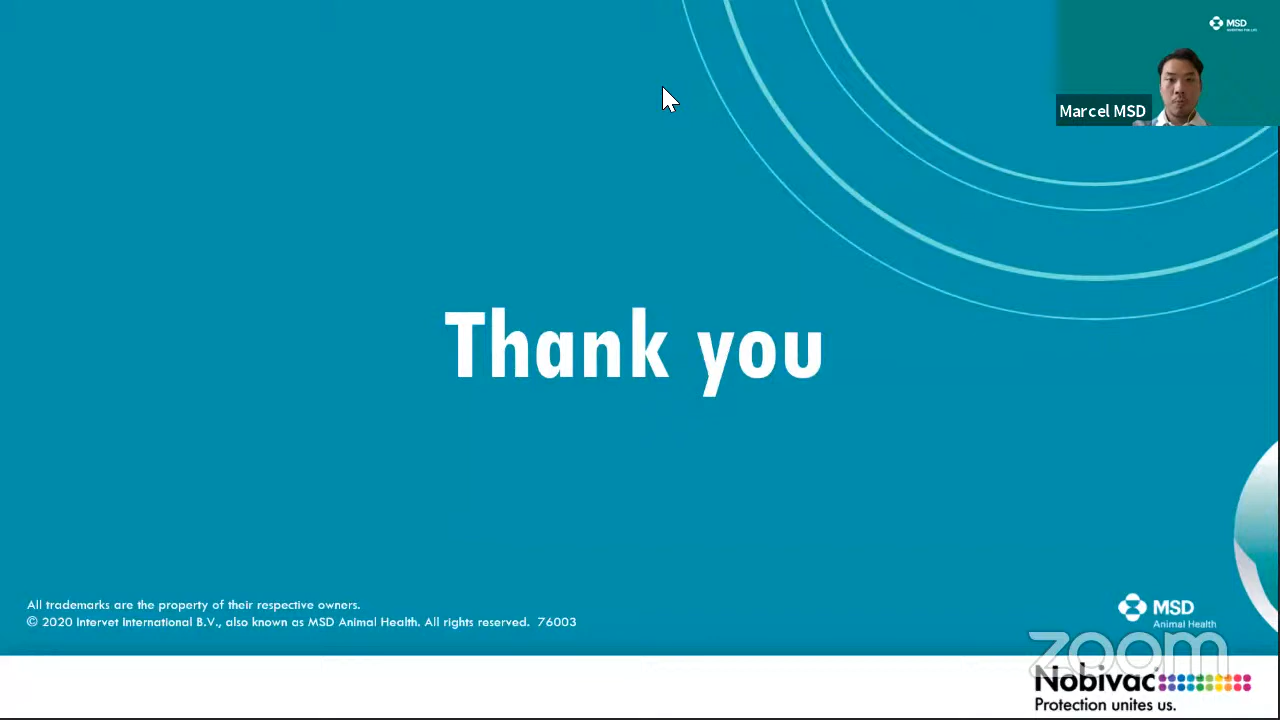 MSD
Marcel MSD
Thank you
All trademarks are the property of their respective owners.
© 2020 Intervet International B.V., also known as MSD Animal Health. All rights reserved. 76003
MSD
Animal Health
zoom
Nobivac
Protection unites us.